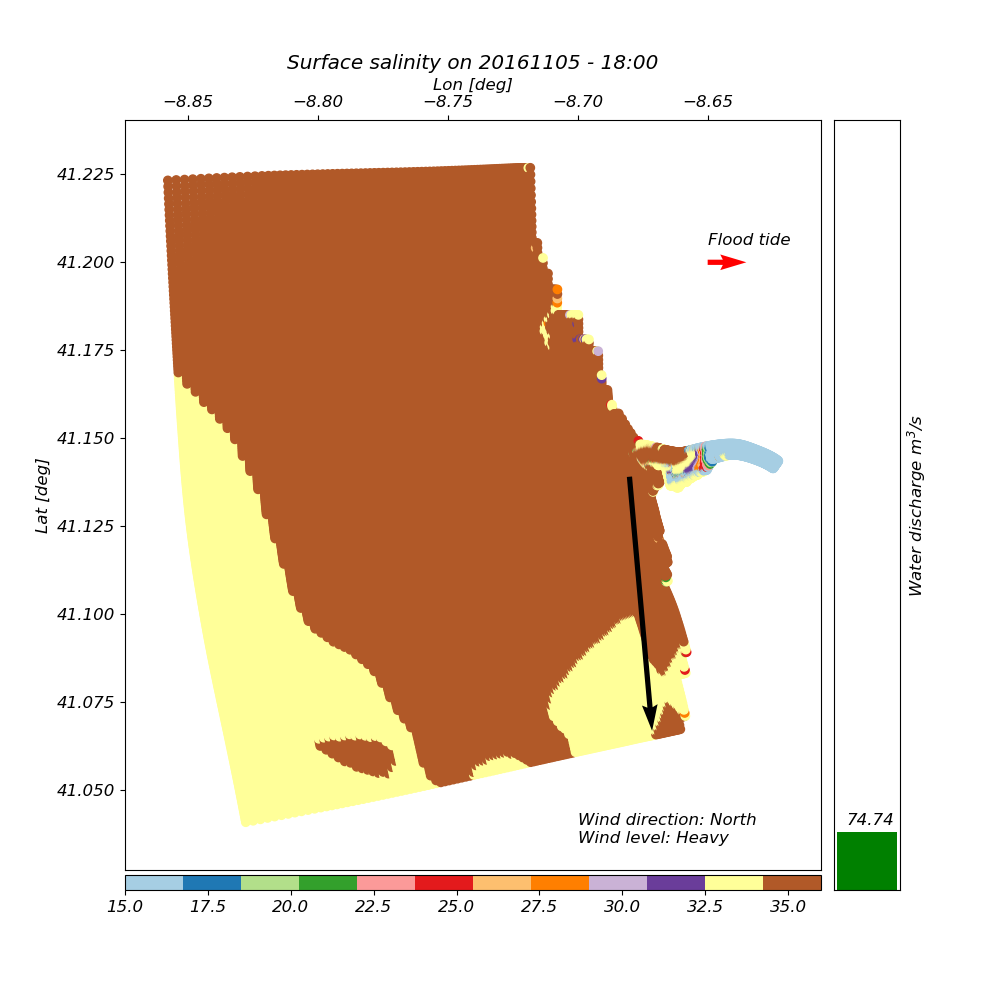 Surface salinity on 20161105 - 18:00
Lon [deg]
−8.85 −8.80 −8.75 −8.70 −8.65
41.225
41.200
41.175
41.150
41.125
41.100
41.075
41.050
Lat [deg]
Flood tide
Wind direction: North
Wind level: Heavy
15.0 17.5 20.0 22.5 25.0 27.5 30.0 32.5 35.0
74.74
Water discharge m³/s